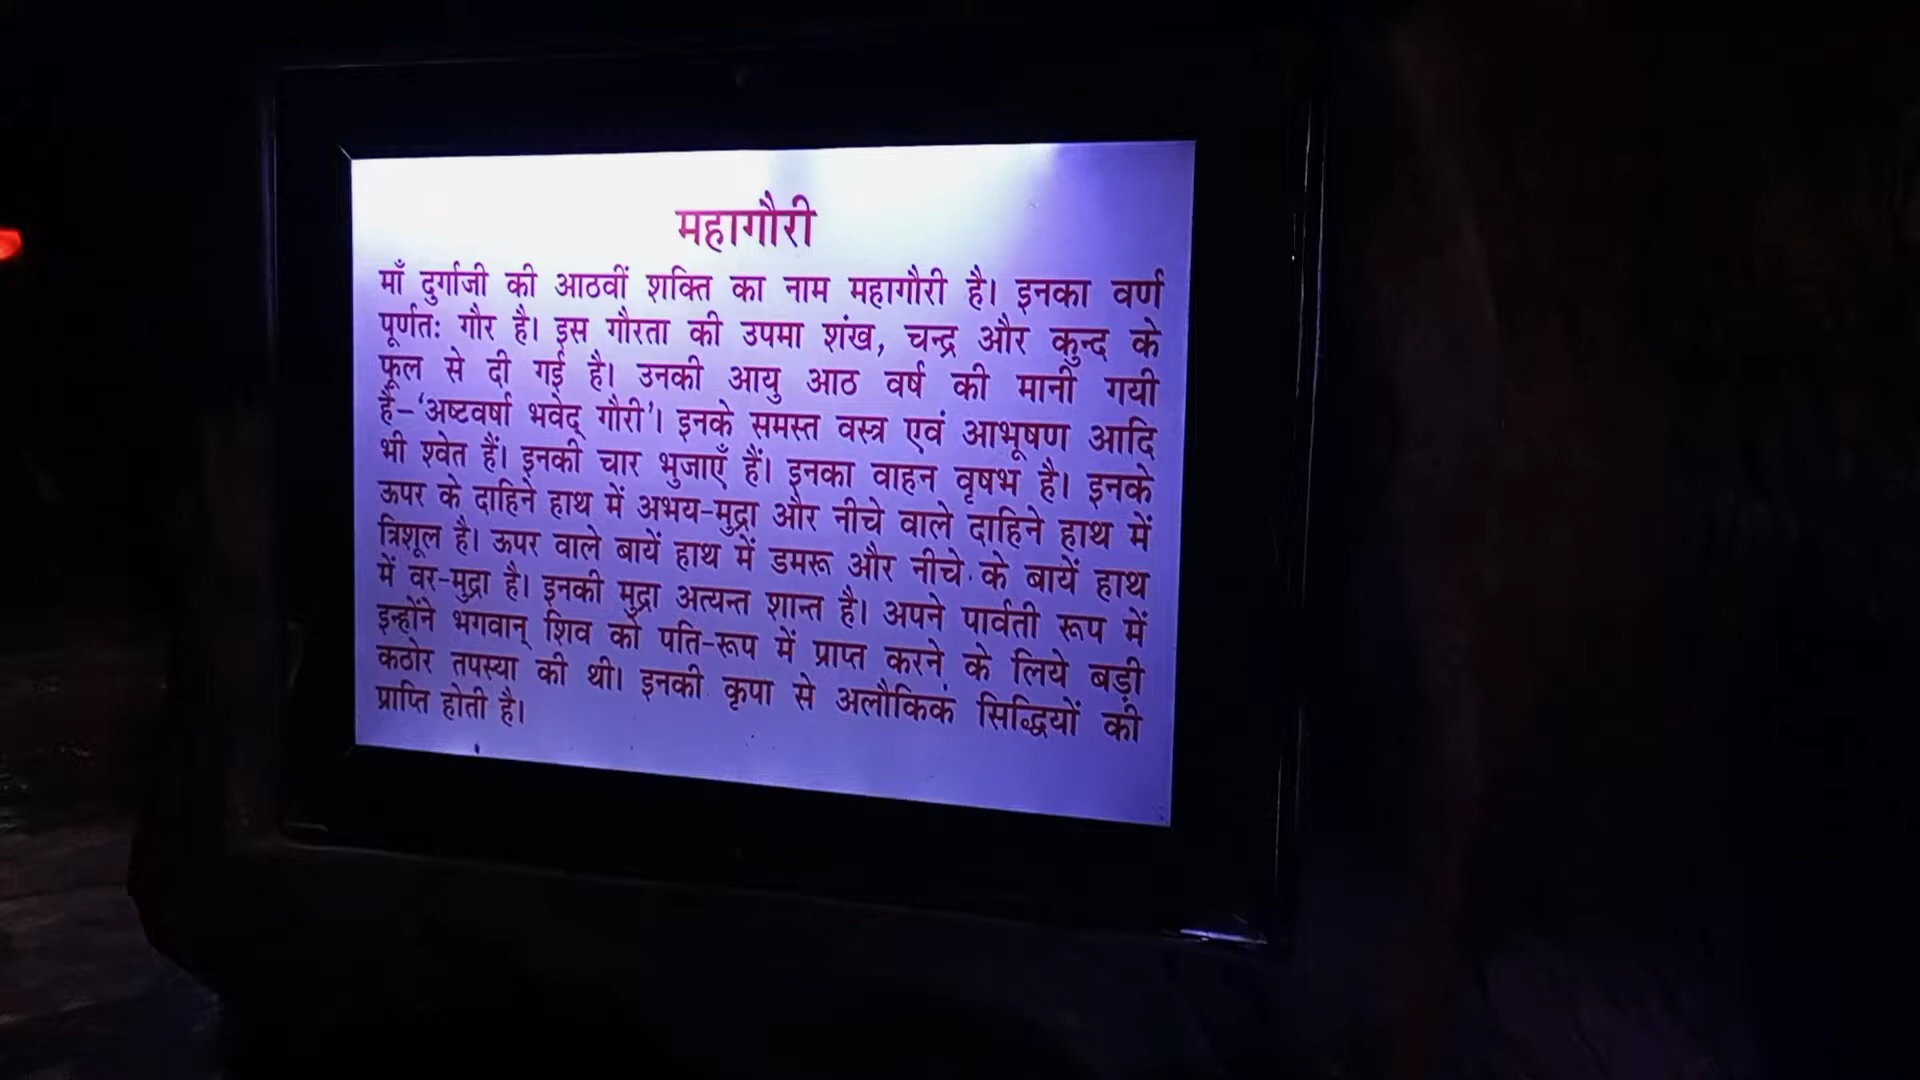 महागौरी
माँ दुर्गाजी की आठवीं शक्ति का नाम महागौरी है। इनका वर्ण
पूर्णतः गौर है। इस गौरता की उपमा शंख, चन्द्र और कुन्द के
फूल से दी गई है। उनकी आयु आठ वर्ष की मानी गयी
है–‘अष्टवर्षा भवेद् गौरी’। इनके समस्त वस्त्र एवं आभूषण आदि
भी श्वेत हैं। इनकी चार भुजाएँ हैं। इनका वाहन वृषभ है। इनके
ऊपर के दाहिने हाथ में अभय-मुद्रा और नीचे वाले दाहिने हाथ में
त्रिशूल है। ऊपर वाले बायें हाथ में डमरू और नीचे के बायें हाथ
में वर-मुद्रा है। इनकी मुद्रा अत्यन्त शान्त है। अपने पार्वती रूप में
इन्होंने भगवान् शिव को पति-रूप में प्राप्त करने के लिये बड़ी
कठोर तपस्या की थी। इनकी कृपा से अलौकिक सिद्धियों की
प्राप्ति होती है।